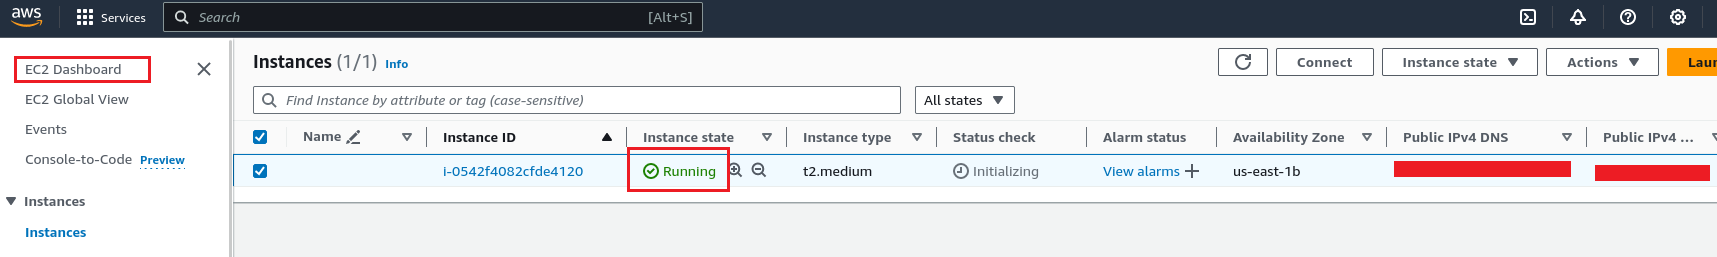 aws Services Search [Alt+S]
EC2 Dashboard
EC2 Global View
Events
Console-to-Code Preview
Instances
Instances
Instances (1/1) Info Connect Instance state Actions Laun
Find Instance by attribute or tag (case-sensitive) All states
Name Instance ID Instance state Instance type Status check Alarm status Availability Zone Public IPv4 DNS Public IPv4 ...
i-0542f4082cfde4120 Running t2.medium Initializing View alarms us-east-1b